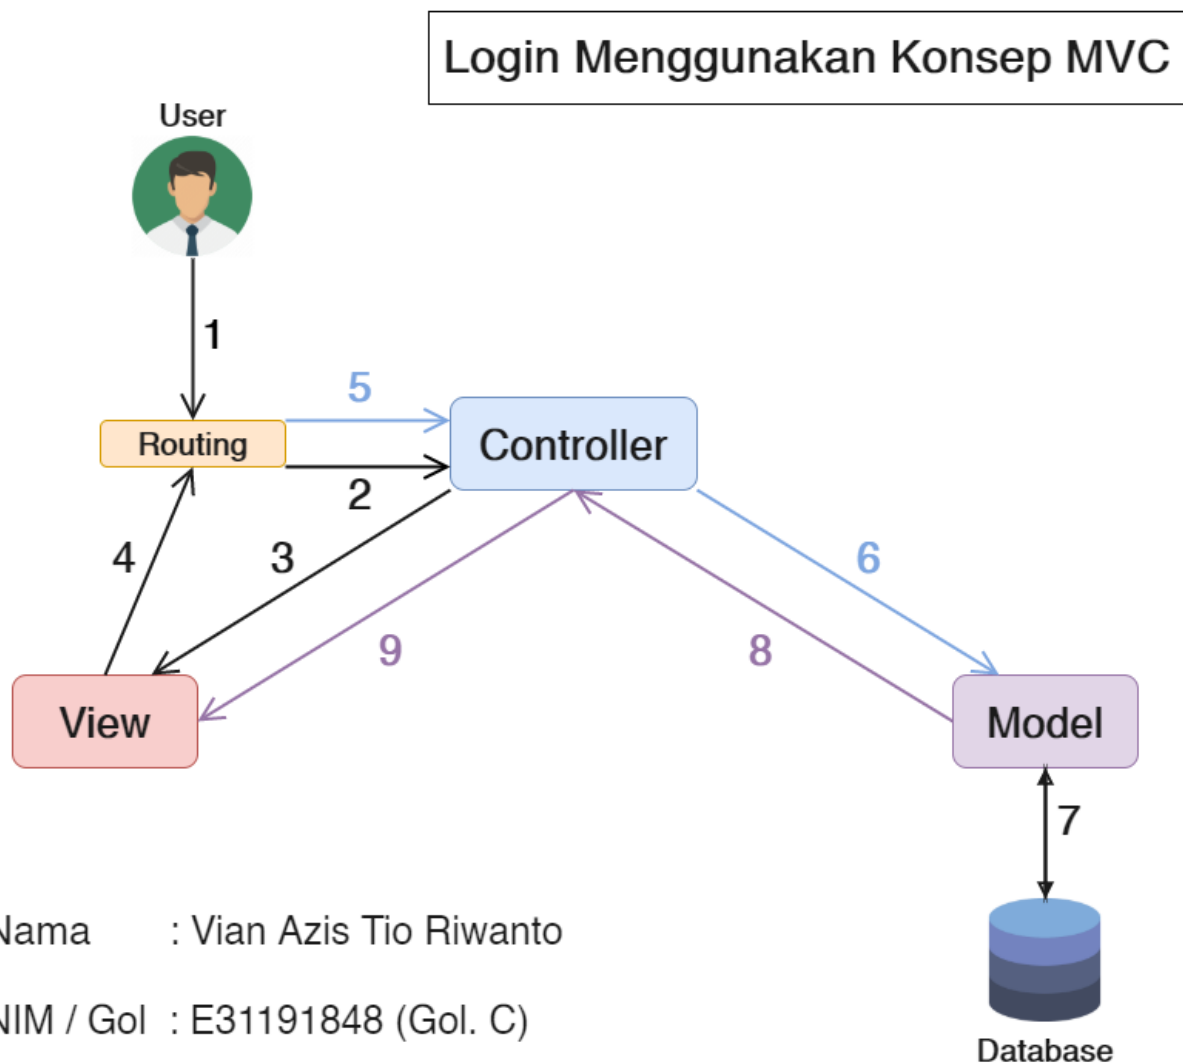 Login Menggunakan Konsep MVC
User
1
5
Routing
Controller
2
4
3
6
9
8
View
Model
7
Nama : Vian Azis Tio Riwanto
NIM / Gol : E31191848 (Gol. C)
Database